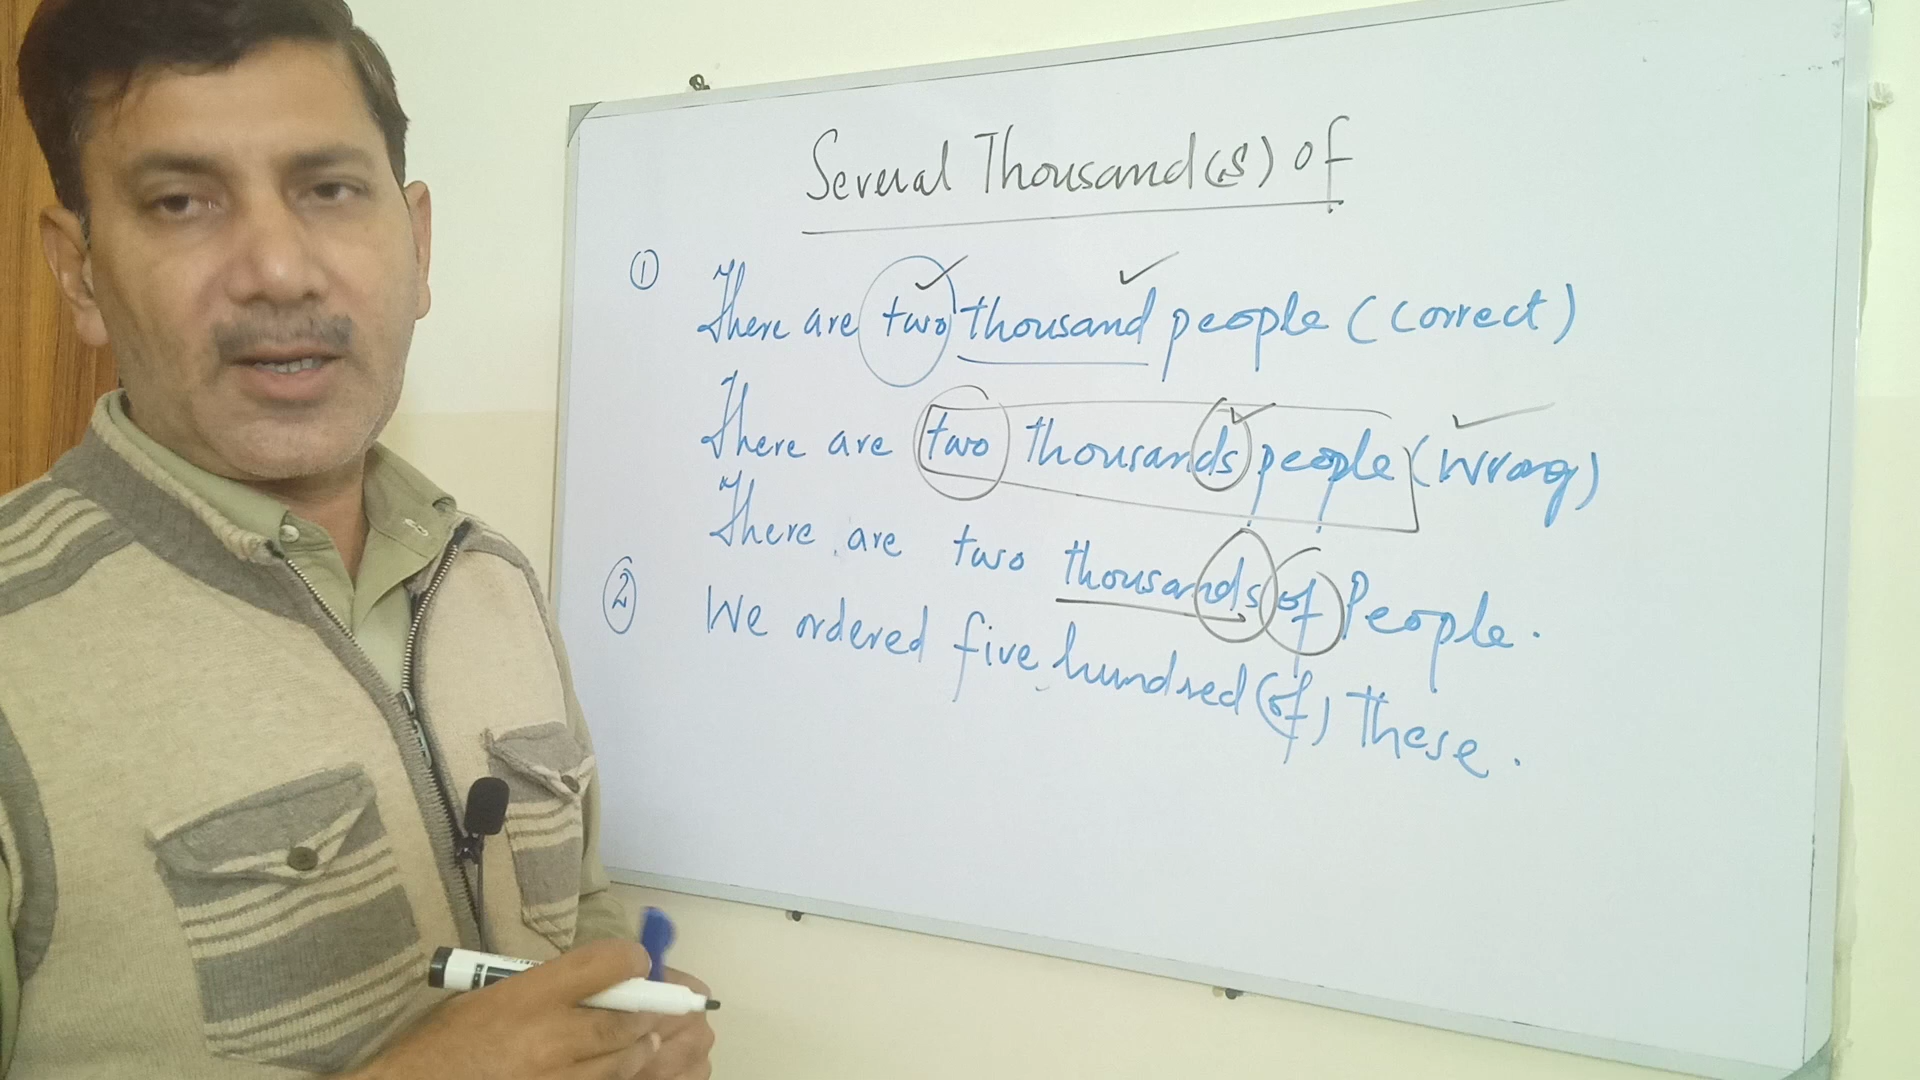 Several Thousand(s) of
① There are two thousand people (correct)
There are two thousands people (wrong)
There are two thousands of People.
② We ordered five hundred (of) these.